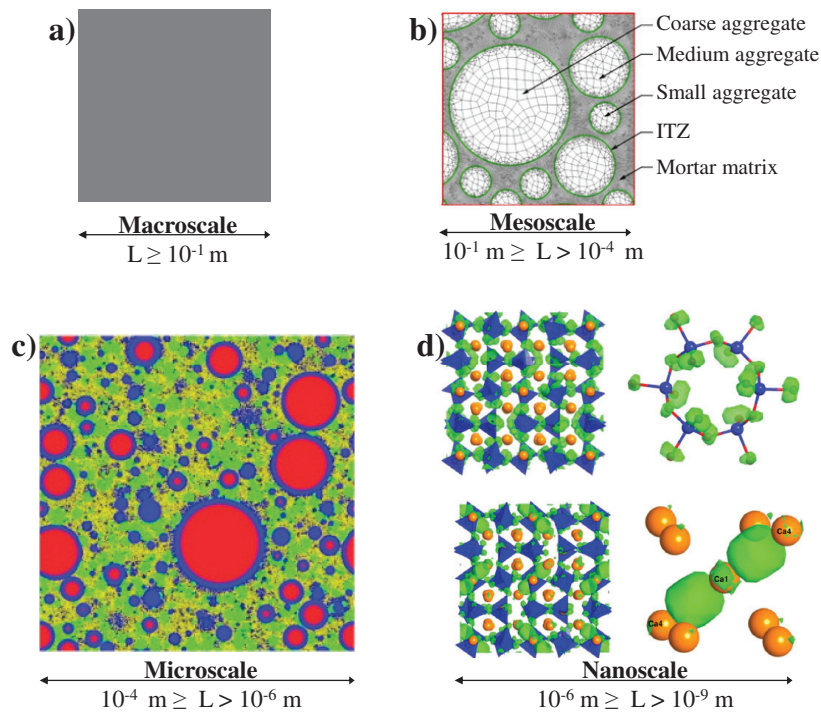 a)
Macroscale
L ≥ 10⁻¹ m
b)
Coarse aggregate
Medium aggregate
Small aggregate
ITZ
Mortar matrix
Mesoscale
10⁻¹ m ≥ L > 10⁻⁴ m
c)
Microscale
10⁻⁴ m ≥ L > 10⁻⁶ m
d)
Ca4
Ca1
Ca4
Nanoscale
10⁻⁶ m ≥ L > 10⁻⁹ m